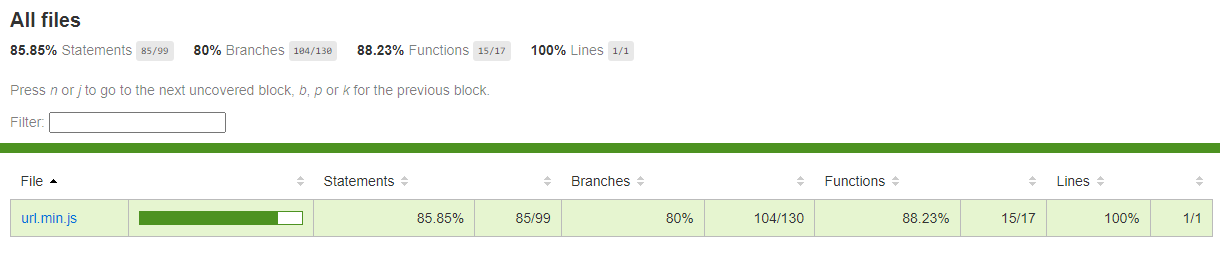 All files
85.85% Statements 85/99 80% Branches 104/130 88.23% Functions 15/17 100% Lines 1/1
Press n or j to go to the next uncovered block, b, p or k for the previous block.
Filter:
File Statements Branches Functions Lines
url.min.js 85.85% 85/99 80% 104/130 88.23% 15/17 100% 1/1